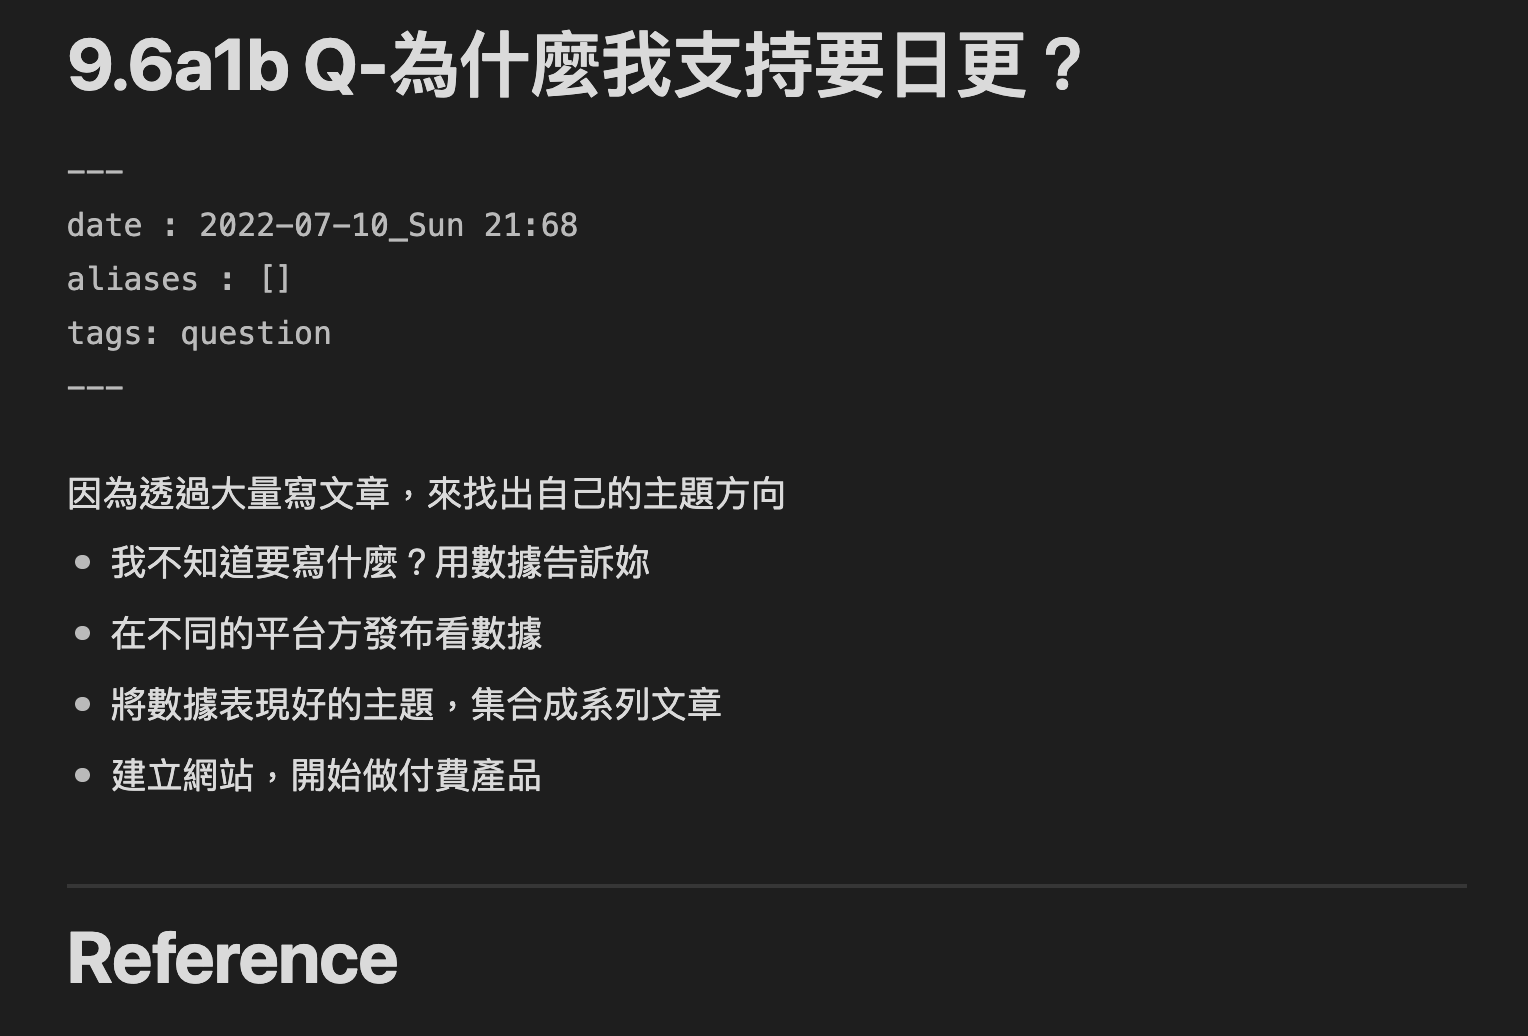 9.6a1b Q-為什麼我支持要日更？
---
date : 2022-07-10_Sun 21:68
aliases : []
tags: question
---
因為透過大量寫文章，來找出自己的主題方向
• 我不知道要寫什麼？用數據告訴妳
• 在不同的平台方發布看數據
• 將數據表現好的主題，集合成系列文章
• 建立網站，開始做付費產品
Reference